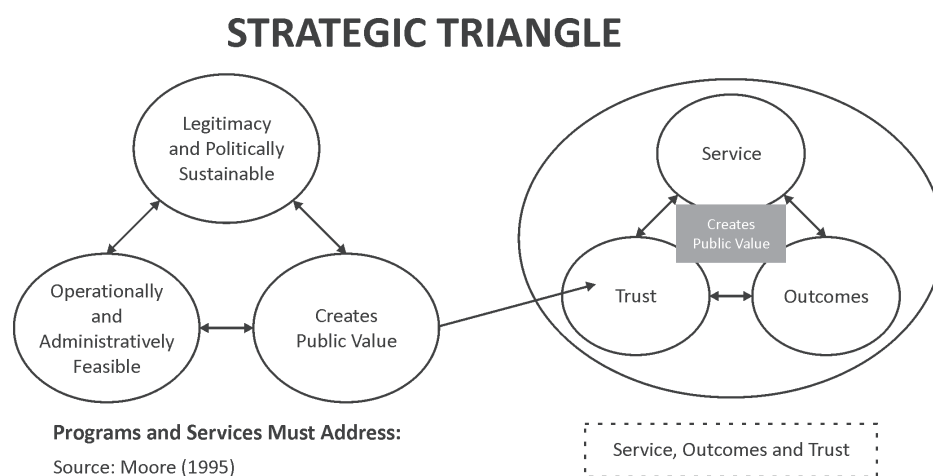 STRATEGIC TRIANGLE
Legitimacy
and Politically
Sustainable
Operationally
and
Administratively
Feasible
Creates
Public Value
Service
Creates
Public Value
Trust
Outcomes
Programs and Services Must Address:
Source: Moore (1995)
Service, Outcomes and Trust